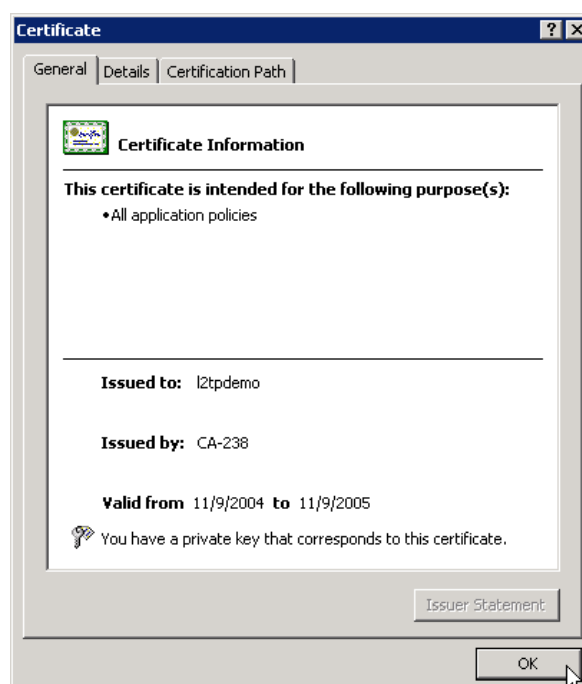 Certificate
General Details Certification Path
Certificate Information
This certificate is intended for the following purpose(s):
•All application policies
Issued to: l2tpdemo
Issued by: CA-238
Valid from 11/9/2004 to 11/9/2005
You have a private key that corresponds to this certificate.
Issuer Statement
OK